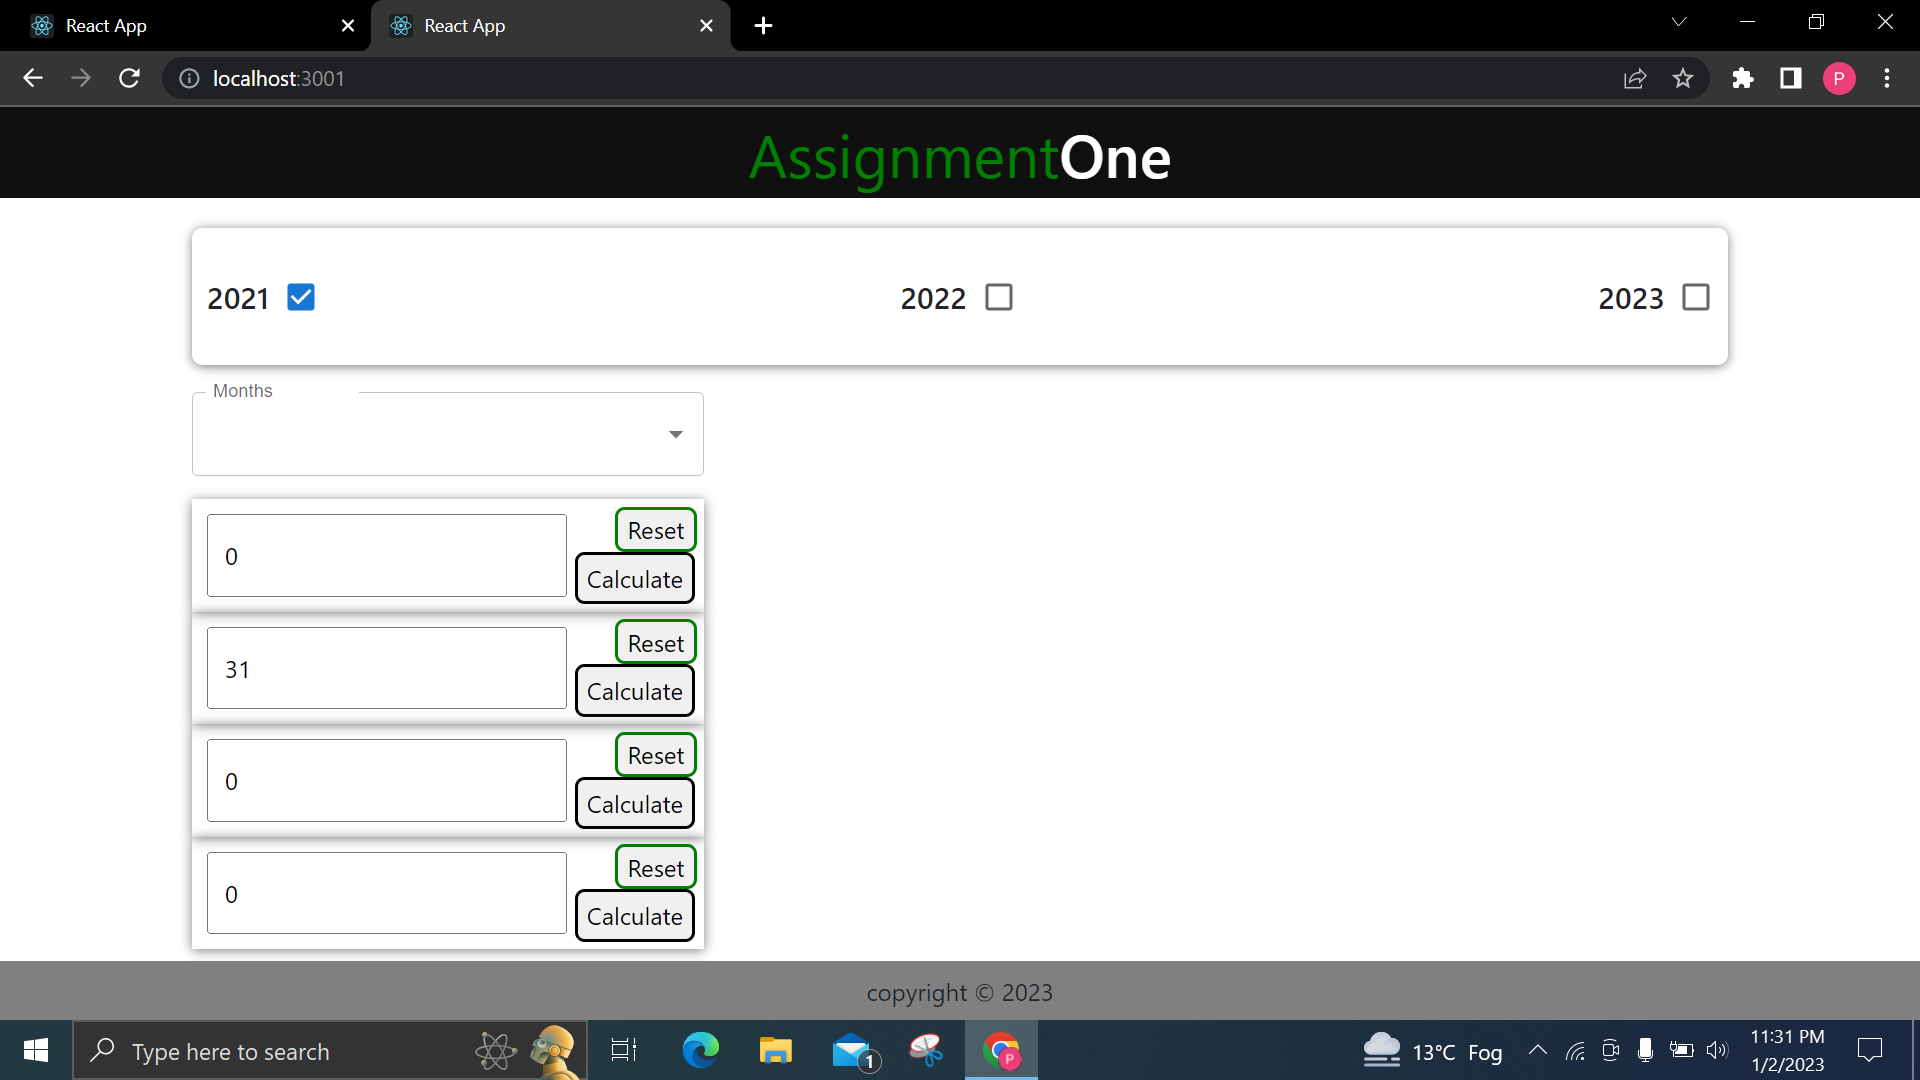 React App
React App
localhost:3001
P
AssignmentOne
2021
2022
2023
Months
0
Reset
Calculate
31
Reset
Calculate
0
Reset
Calculate
0
Reset
Calculate
copyright © 2023
Type here to search
1
P
13°C Fog
11:31 PM
1/2/2023